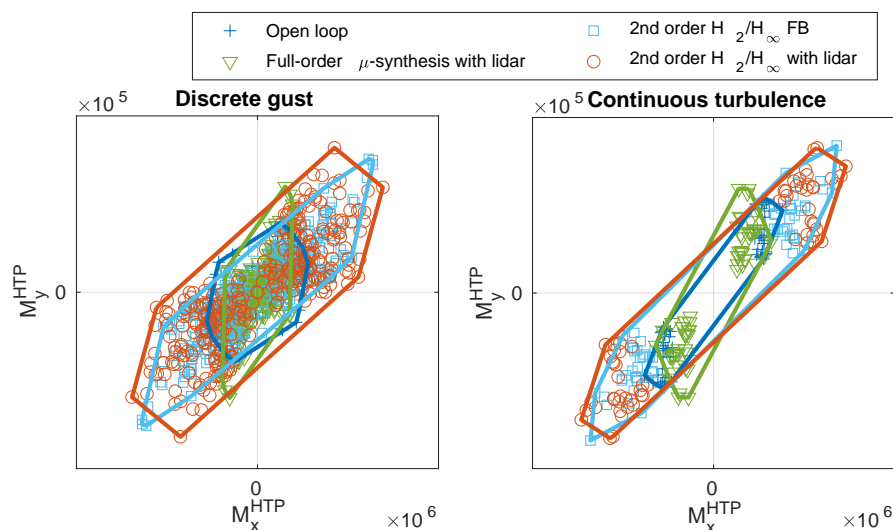 Open loop
2nd order H 2/H∞ FB
Full-order μ-synthesis with lidar
2nd order H 2/H∞ with lidar
×10 5
Discrete gust
×10 5
Continuous turbulence
M y HTP
0
M y HTP
0
0
0
M x HTP
×10 6
M x HTP
×10 6